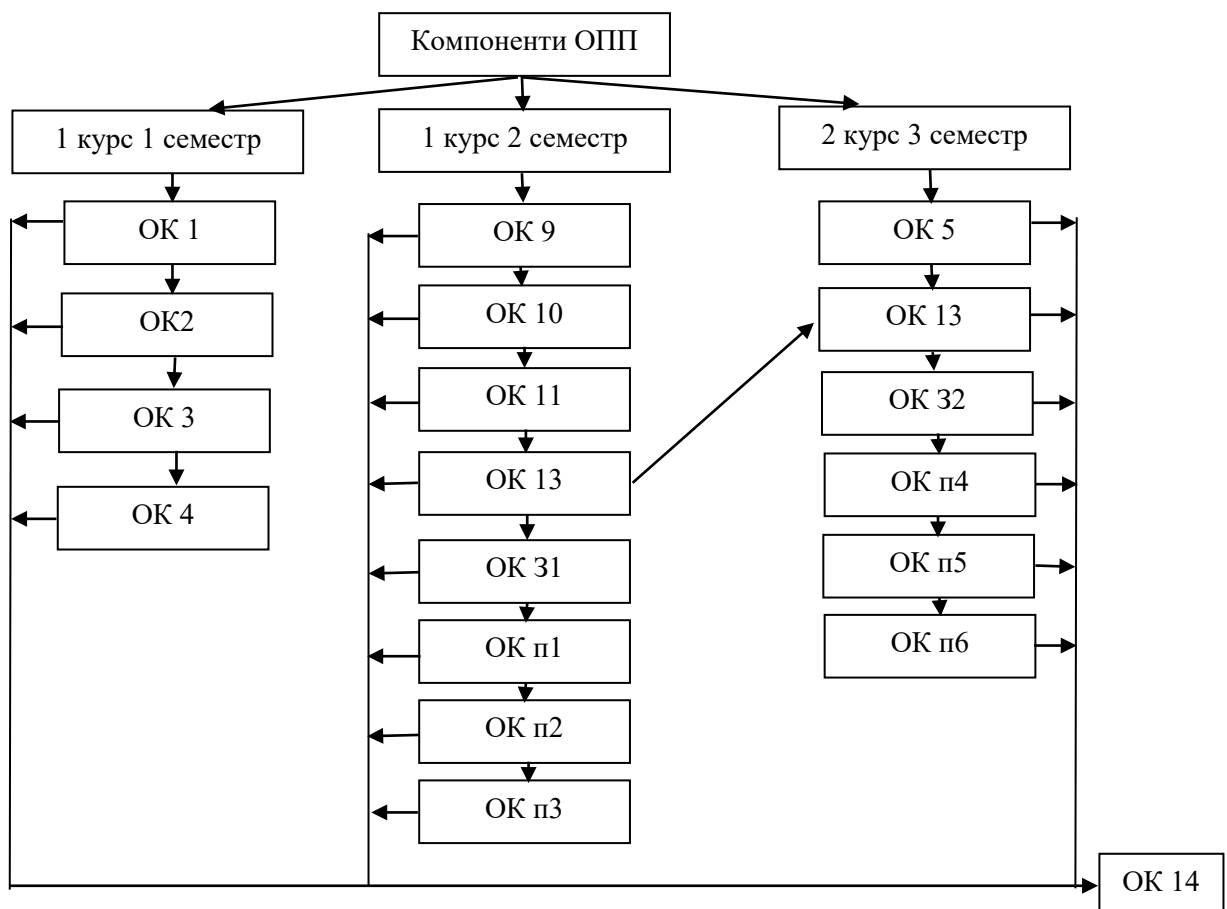 Компоненти ОПП
1 курс 1 семестр
1 курс 2 семестр
2 курс 3 семестр
ОК 1
ОК2
ОК 3
ОК 4
ОК 9
ОК 10
ОК 11
ОК 13
ОК З1
ОК п1
ОК п2
ОК п3
ОК 5
ОК 13
ОК З2
ОК п4
ОК п5
ОК п6
ОК 14